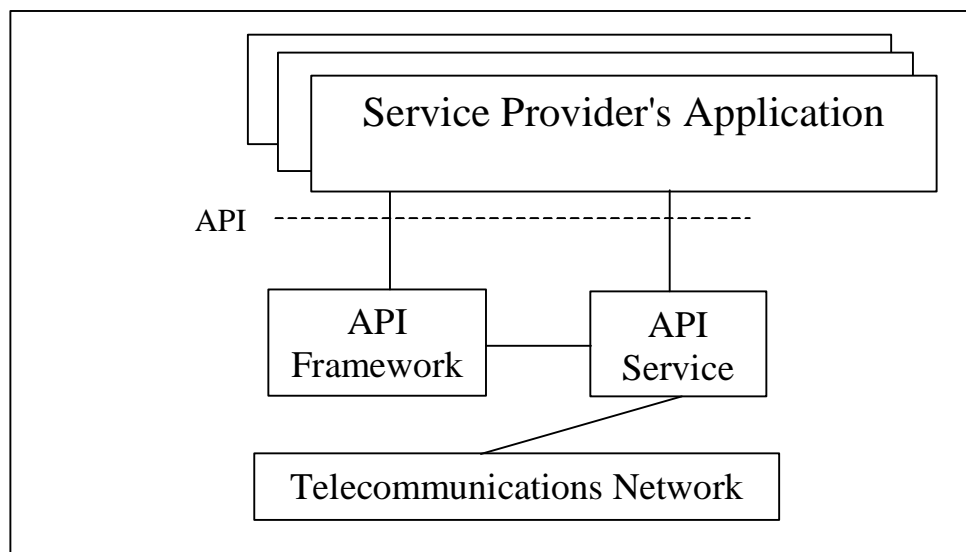 Service Provider's Application
API
API
Framework
API
Service
Telecommunications Network